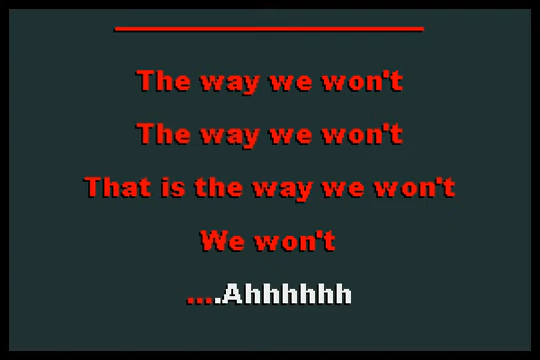 The way we won't
The way we won't
That is the way we won't
We won't
....Ahhhhhh